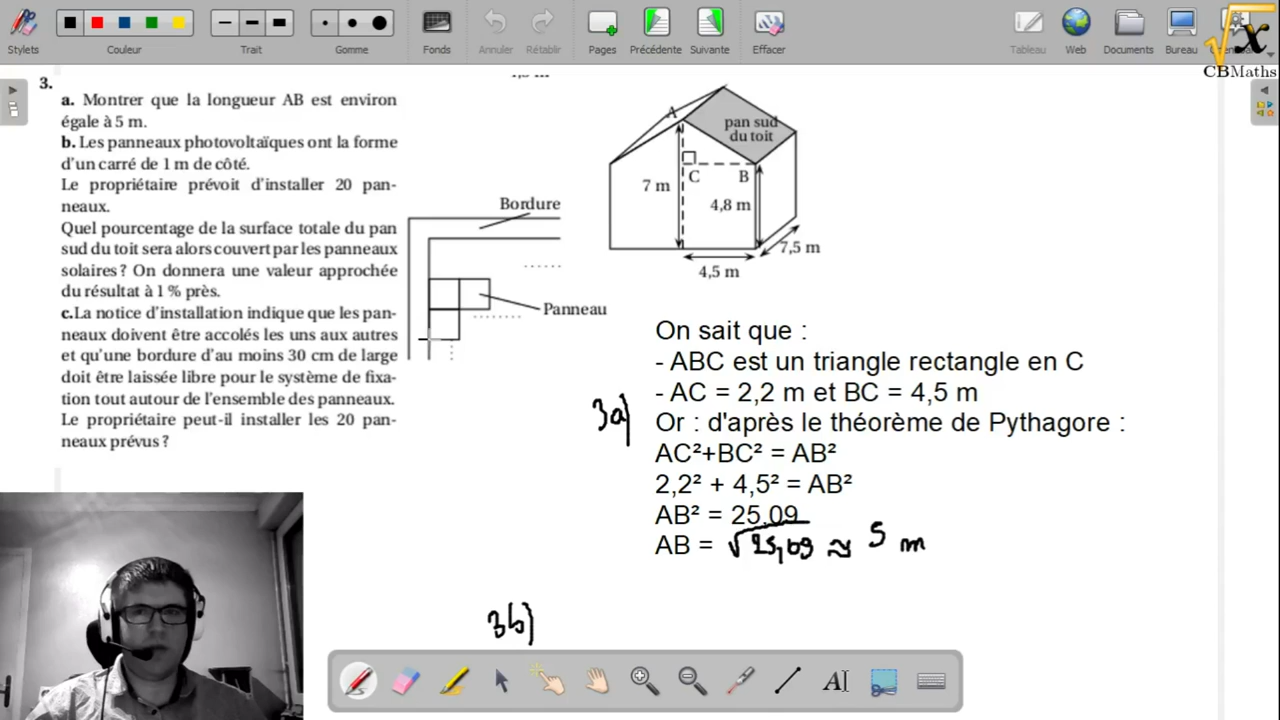 Stylets
Couleur
Trait
Gomme
Fonds
Annuler
Rétablir
Pages
Précédente
Suivante
Effacer
Tableau
Web
Documents
Bureau
√x
CBMaths
3.
a. Montrer que la longueur AB est environ
égale à 5 m.
b. Les panneaux photovoltaïques ont la forme
d'un carré de 1 m de côté.
Le propriétaire prévoit d'installer 20 pan-
neaux.
Quel pourcentage de la surface totale du pan
sud du toit sera alors couvert par les panneaux
solaires ? On donnera une valeur approchée
du résultat à 1 % près.
c.La notice d'installation indique que les pan-
neaux doivent être accolés les uns aux autres
et qu'une bordure d'au moins 30 cm de large
doit être laissée libre pour le système de fixa-
tion tout autour de l'ensemble des panneaux.
Le propriétaire peut-il installer les 20 pan-
neaux prévus ?
Bordure
Panneau
A
pan sud
du toit
C
B
7 m
4,8 m
7,5 m
4,5 m
3a)
On sait que :
- ABC est un triangle rectangle en C
- AC = 2,2 m et BC = 4,5 m
Or : d'après le théorème de Pythagore :
AC²+BC² = AB²
2,2² + 4,5² = AB²
AB² = 25.09
AB = √25,09 ≈ 5 m
3b)